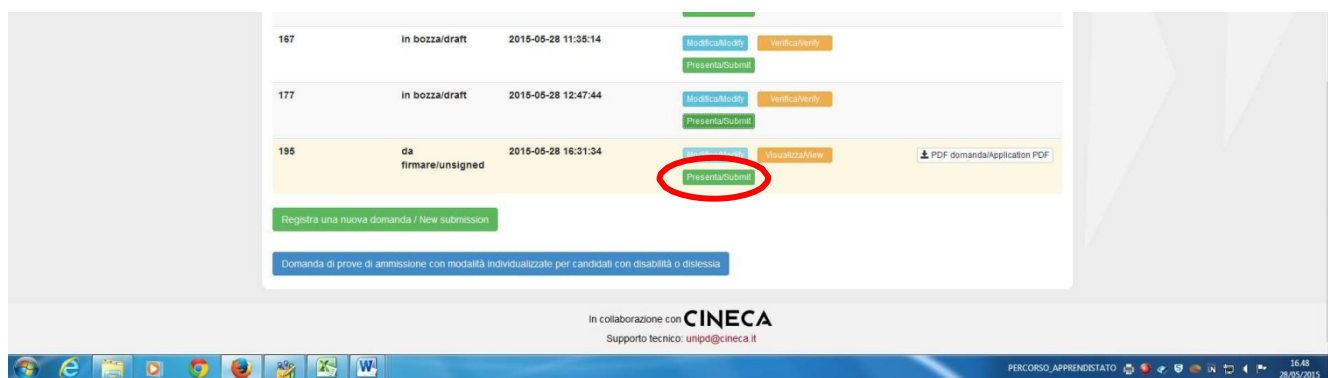 167 in bozza/draft 2015-05-28 11:35:14 Modifica/Modify Verifica/Verify
Presenta/Submit
177 in bozza/draft 2015-05-28 12:47:44 Modifica/Modify Verifica/Verify
Presenta/Submit
195 da firmare/unsigned 2015-05-28 16:31:34 Modifica/Modify Visualizza/View PDF domanda/Application PDF
Presenta/Submit
Registra una nuova domanda / New submission
Domanda di prove di ammissione con modalità individualizzate per candidati con disabilità o dislessia
In collaborazione con CINECA
Supporto tecnico: unipd@cineca.it
PERCORSO_APPRENDISTATO 16.48
28/05/2015